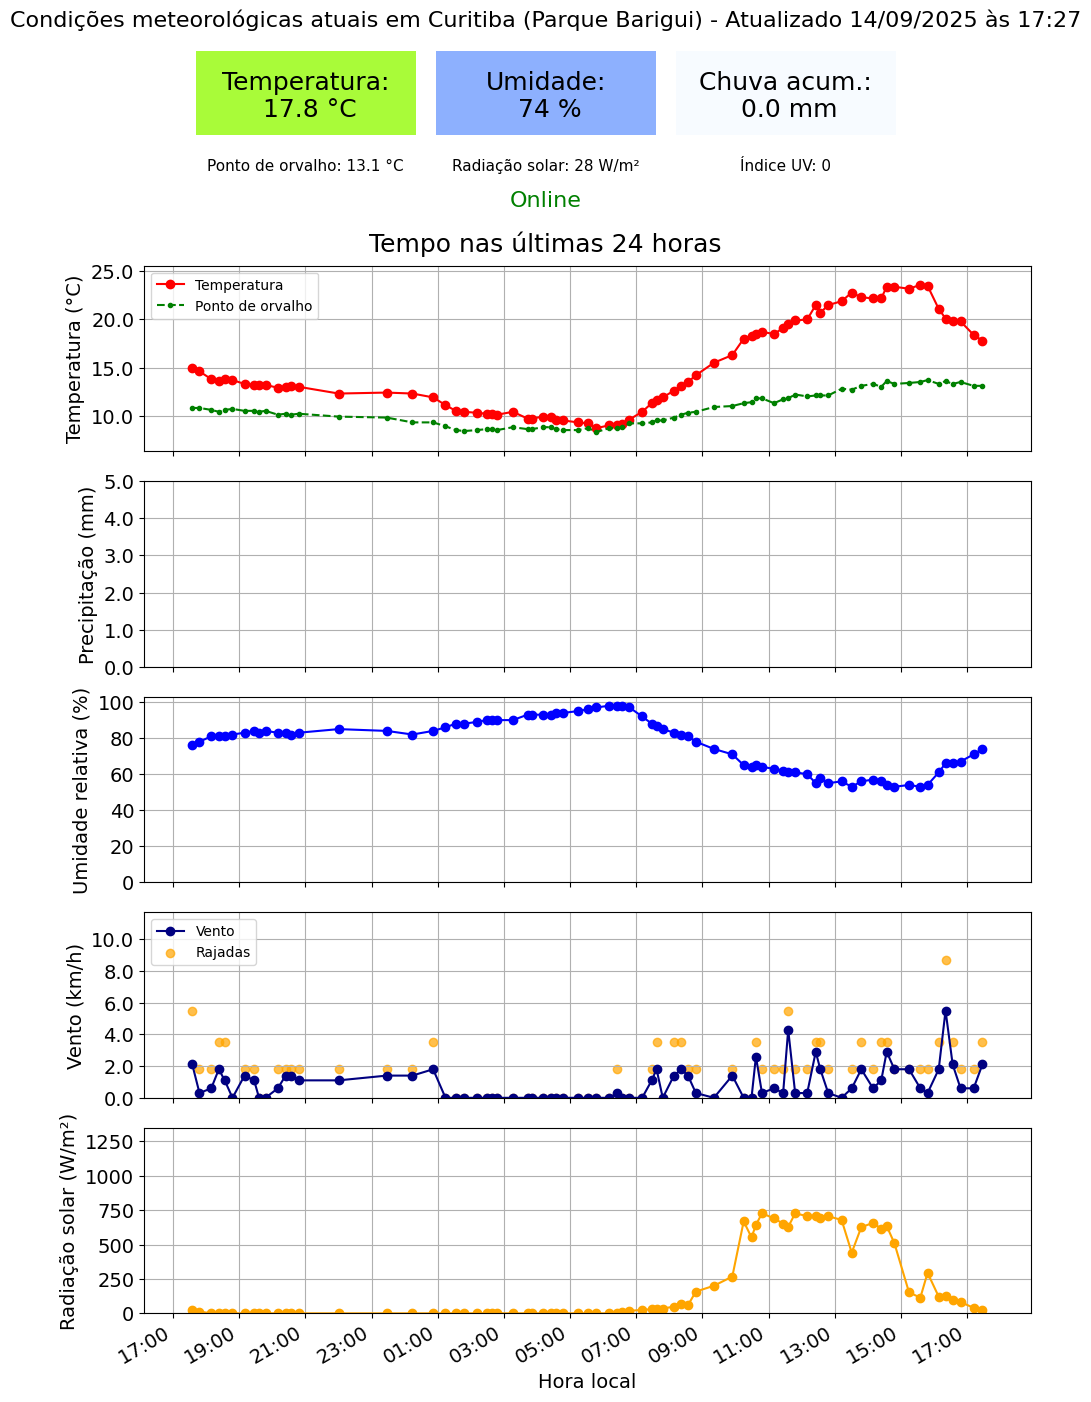 Condições meteorológicas atuais em Curitiba (Parque Barigui) - Atualizado 14/09/2025 às 17:27
Temperatura:
17.8 °C
Umidade:
74 %
Chuva acum.:
0.0 mm
Ponto de orvalho: 13.1 °C
Radiação solar: 28 W/m²
Índice UV: 0
Online
Tempo nas últimas 24 horas
Temperatura (°C)
25.0
20.0
15.0
10.0
Temperatura
Ponto de orvalho
Precipitação (mm)
5.0
4.0
3.0
2.0
1.0
0.0
Umidade relativa (%)
100
80
60
40
20
0
Vento (km/h)
10.0
8.0
6.0
4.0
2.0
0.0
Vento
Rajadas
Radiação solar (W/m²)
1250
1000
750
500
250
0
17:00
19:00
21:00
23:00
01:00
03:00
05:00
07:00
09:00
11:00
13:00
15:00
17:00
Hora local